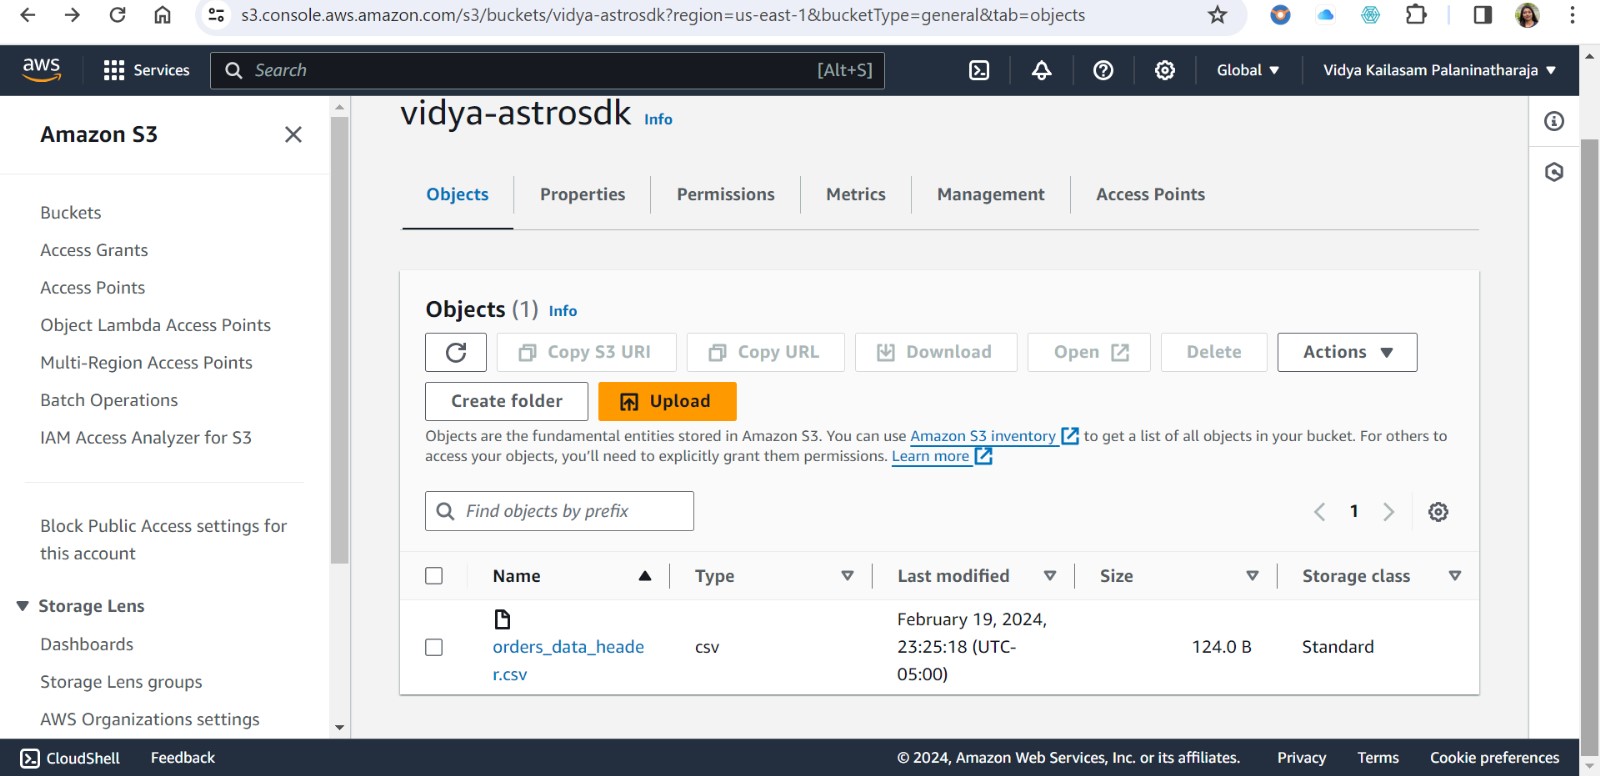 s3.console.aws.amazon.com/s3/buckets/vidya-astrosdk?region=us-east-1&bucketType=general&tab=objects
aws
Services
Search
[Alt+S]
Global
Vidya Kailasam Palaninatharaja
Amazon S3
Buckets
Access Grants
Access Points
Object Lambda Access Points
Multi-Region Access Points
Batch Operations
IAM Access Analyzer for S3
Block Public Access settings for
this account
Storage Lens
Dashboards
Storage Lens groups
AWS Organizations settings
vidya-astrosdk Info
Objects
Properties
Permissions
Metrics
Management
Access Points
Objects (1) Info
Copy S3 URI
Copy URL
Download
Open
Delete
Actions
Create folder
Upload
Objects are the fundamental entities stored in Amazon S3. You can use Amazon S3 inventory to get a list of all objects in your bucket. For others to
access your objects, you'll need to explicitly grant them permissions. Learn more
Find objects by prefix
1
Name
Type
Last modified
Size
Storage class
orders_data_heade
r.csv
csv
February 19, 2024,
23:25:18 (UTC-
05:00)
124.0 B
Standard
CloudShell
Feedback
© 2024, Amazon Web Services, Inc. or its affiliates.
Privacy
Terms
Cookie preferences